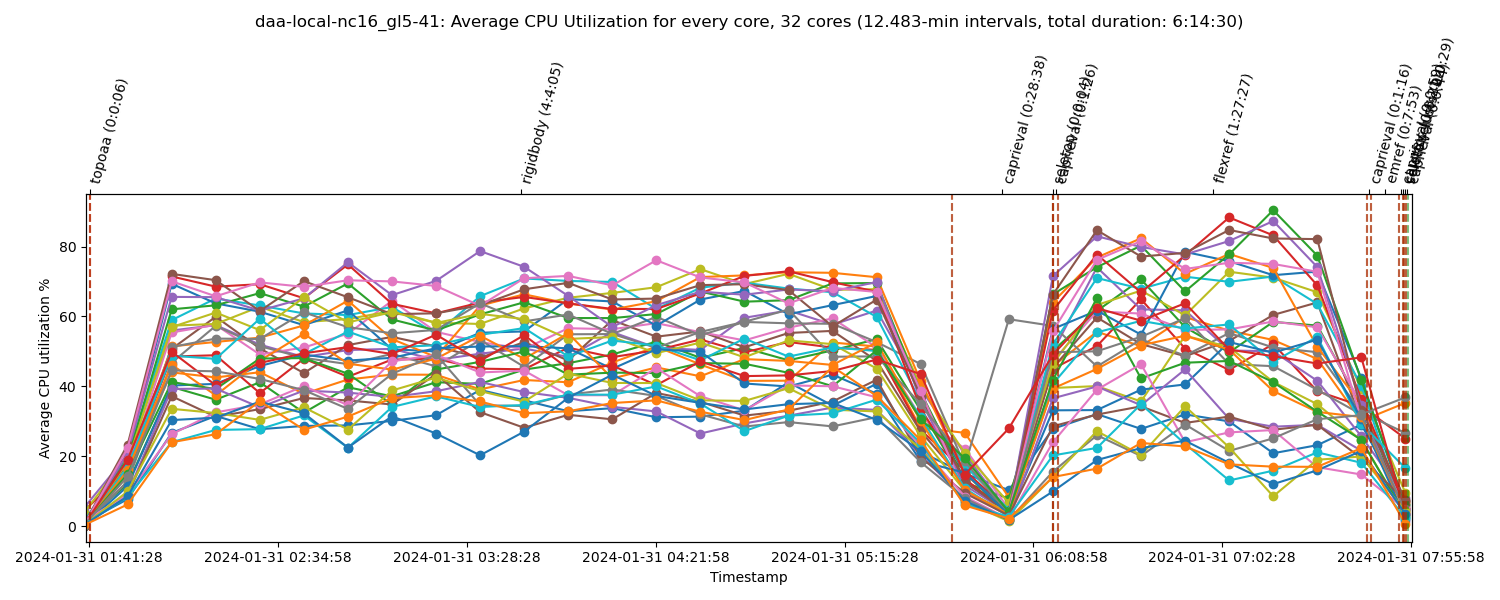 daa-local-nc16_gl5-41: Average CPU Utilization for every core, 32 cores (12.483-min intervals, total duration: 6:14:30)
topoaa (0:0:06)
rigidbody (4:4:05)
caprieval (0:28:38)
caprieval (0:1:26)
flexref (1:27:27)
caprieval (0:1:16)
emref (0:7:53)
Average CPU utilization %
80
60
40
20
0
2024-01-31 01:41:28
2024-01-31 02:34:58
2024-01-31 03:28:28
2024-01-31 04:21:58
2024-01-31 05:15:28
2024-01-31 06:08:58
2024-01-31 07:02:28
2024-01-31 07:55:58
Timestamp